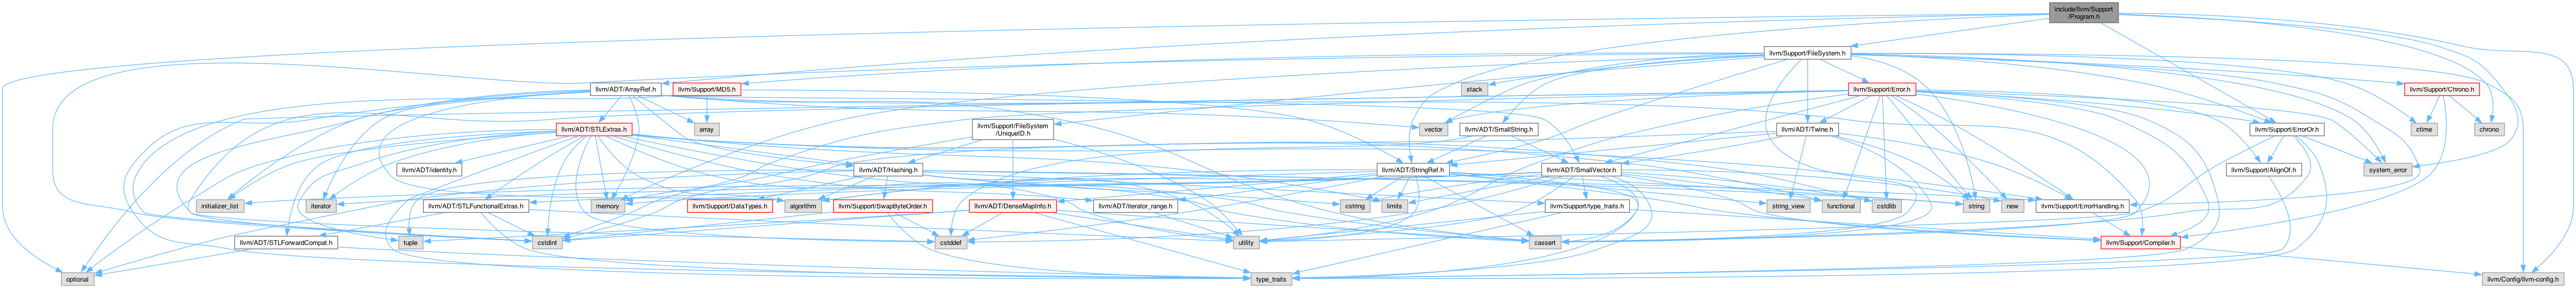 include/llvm/Support
/Program.h
llvm/Support/FileSystem.h
llvm/ADT/ArrayRef.h
llvm/Support/MD5.h
stack
llvm/Support/Error.h
llvm/Support/Chrono.h
llvm/ADT/STLExtras.h
array
llvm/Support/FileSystem
/UniqueID.h
vector
llvm/ADT/SmallString.h
llvm/ADT/Twine.h
llvm/Support/ErrorOr.h
ctime
chrono
llvm/ADT/Identity.h
llvm/ADT/Hashing.h
llvm/ADT/StringRef.h
llvm/ADT/SmallVector.h
llvm/Support/AlignOf.h
system_error
initializer_list
iterator
llvm/ADT/STLFunctionalExtras.h
memory
llvm/Support/DataTypes.h
algorithm
llvm/Support/SwapByteOrder.h
llvm/ADT/DenseMapInfo.h
llvm/ADT/iterator_range.h
cstring
limits
llvm/Support/type_traits.h
string_view
functional
cstdlib
string
new
llvm/Support/ErrorHandling.h
llvm/ADT/STLForwardCompat.h
tuple
cstdint
cstddef
utility
cassert
llvm/Support/Compiler.h
optional
type_traits
llvm/Config/llvm-config.h